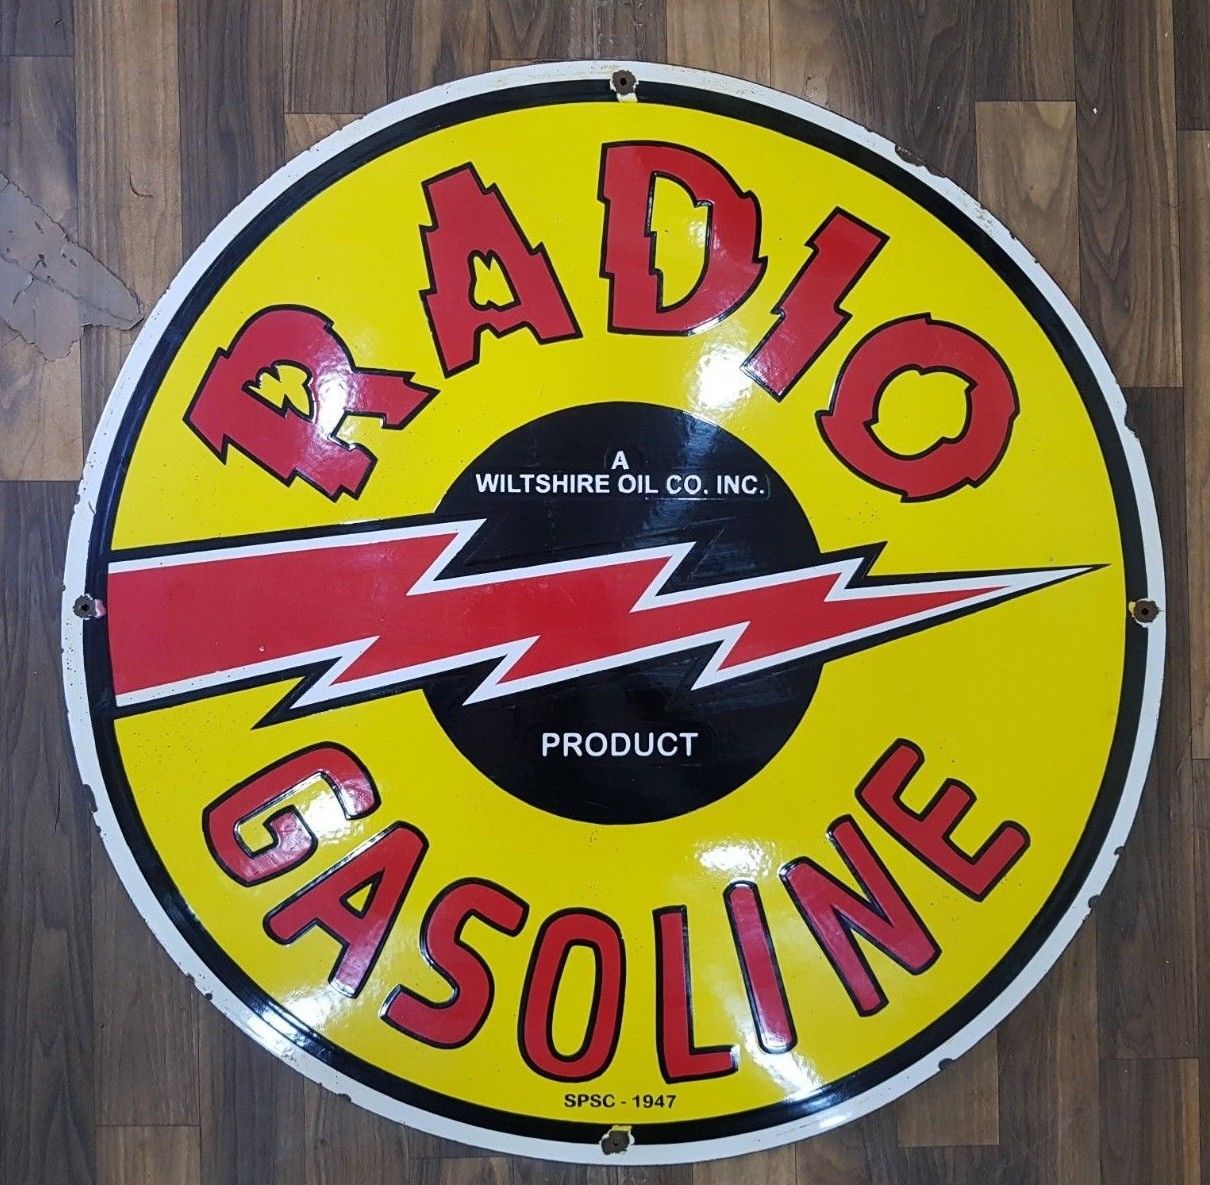 RADIO
A
WILTSHIRE OIL CO. INC.
PRODUCT
GASOLINE
SPSC - 1947